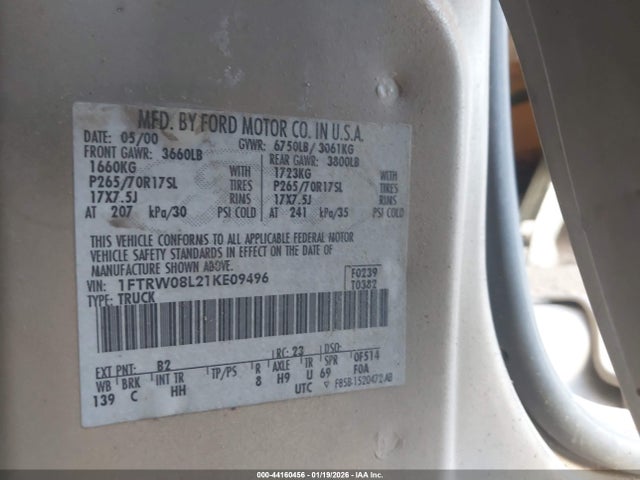 MFD. BY FORD MOTOR CO. IN U.S.A.
DATE: 05/00 GVWR: 6750LB/ 3061KG
FRONT GAWR: 3660LB REAR GAWR: 3800LB
1660KG WITH 1723KG WITH
P265/70R17SL TIRES P265/70R17SL TIRES
17X7.5J RIMS 17X7.5J RIMS
AT 207 kPa/30 PSI COLD AT 241 kPa/35 PSI COLD
THIS VEHICLE CONFORMS TO ALL APPLICABLE FEDERAL MOTOR
VEHICLE SAFETY STANDARDS IN EFFECT ON THE DATE OF
MANUFACTURE SHOWN ABOVE.
VIN: 1FTRW08L21KE09496 F0239
TYPE: TRUCK T0382
EXT PNT: B2 RC: 23 DSO:
WB BRK INT TR TP/PS R AXLE TR SPR 0F514
139 C HH 8 H9 U 69 F0A
UTC ▽ F85B-1520472-AB
000-44160456 - 01/19/2026 - IAA Inc.